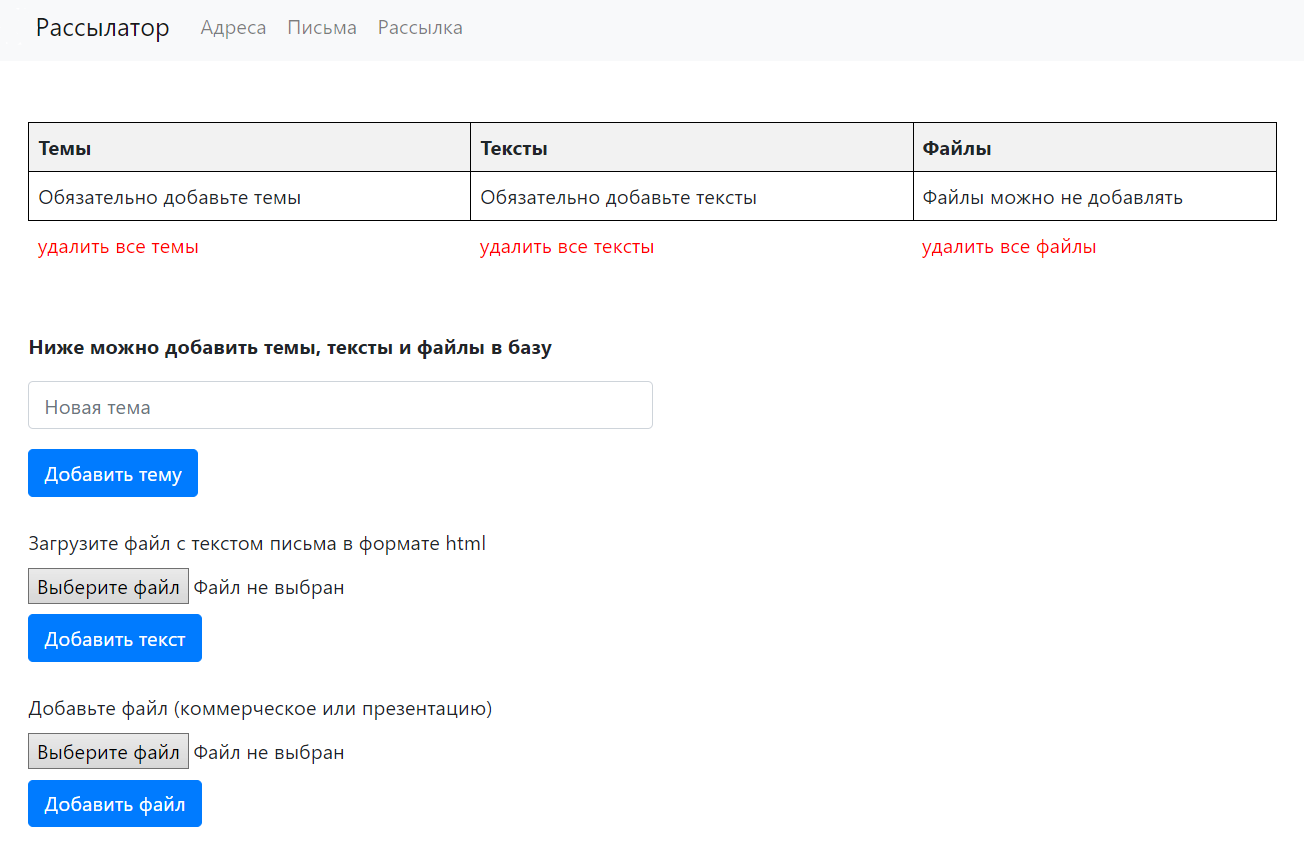 Рассылатор Адреса Письма Рассылка
Темы Тексты Файлы
Обязательно добавьте темы Обязательно добавьте тексты Файлы можно не добавлять
удалить все темы удалить все тексты удалить все файлы
Ниже можно добавить темы, тексты и файлы в базу
Новая тема
Добавить тему
Загрузите файл с текстом письма в формате html
Выберите файл Файл не выбран
Добавить текст
Добавьте файл (коммерческое или презентацию)
Выберите файл Файл не выбран
Добавить файл